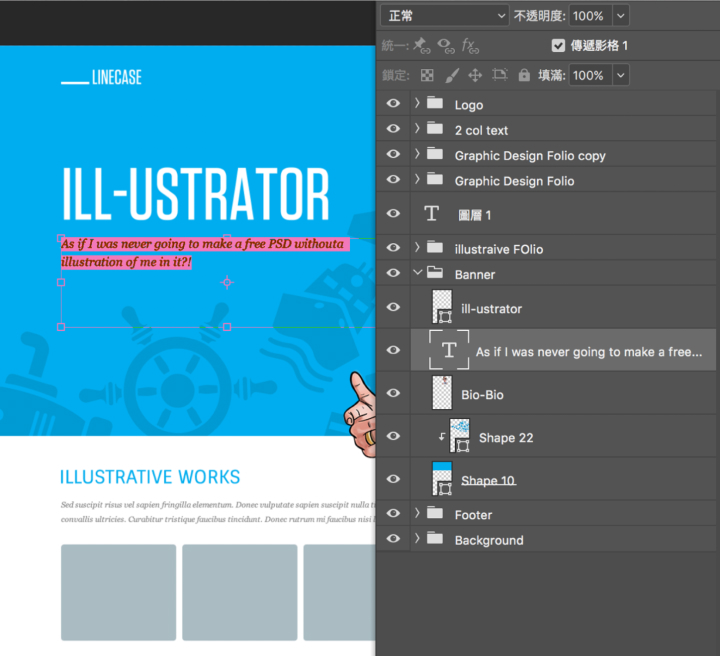 LINECASE
ILL-USTRATOR
As if I was never going to make a free PSD withouta
illustration of me in it?!
ILLUSTRATIVE WORKS
Sed suscipit risus vel sapien fringilla elementum. Donec vulputate sapien suscipit nulla
convallis ultricies. Curabitur tristique faucibus tincidunt. Donec rutrum mi faucibus nisi
正常
不透明度: 100%
統一:
傳遞影格 1
鎖定:
填滿: 100%
Logo
2 col text
Graphic Design Folio copy
Graphic Design Folio
T 圖層 1
illustraive FOlio
Banner
ill-ustrator
T As if I was never going to make a free...
Bio-Bio
Shape 22
Shape 10
Footer
Background